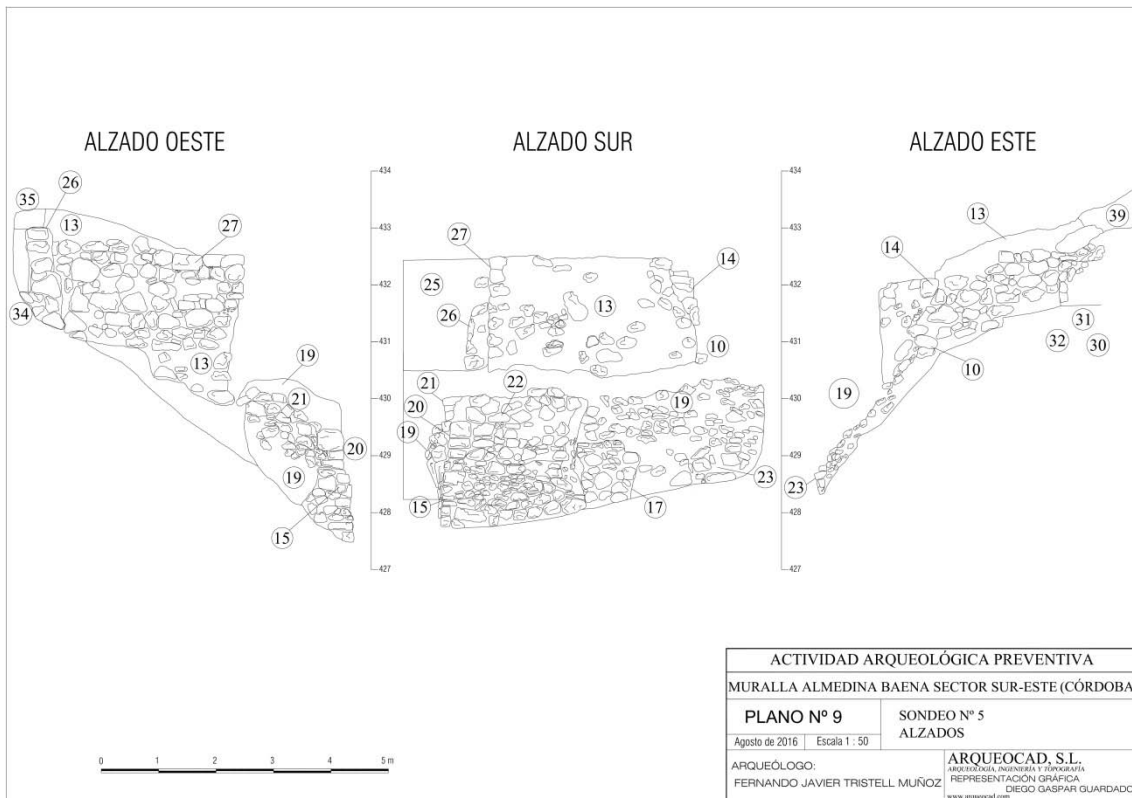 ALZADO OESTE
ALZADO SUR
ALZADO ESTE
434
433
432
431
430
429
428
427
434
433
432
431
430
429
428
427
35
26
13
27
34
13
19
21
20
19
15
27
14
25
13
26
10
21
22
19
20
19
15
17
23
13
39
14
31
32
30
10
19
23
0 1 2 3 4 5 m
ACTIVIDAD ARQUEOLÓGICA PREVENTIVA
MURALLA ALMEDINA BAENA SECTOR SUR-ESTE (CÓRDOBA
PLANO Nº 9
SONDEO Nº 5
ALZADOS
Agosto de 2016
Escala 1 : 50
ARQUEÓLOGO:
FERNANDO JAVIER TRISTELL MUÑOZ
ARQUEOCAD, S.L.
ARQUEOLOGÍA, INGENIERÍA Y TOPOGRAFÍA
REPRESENTACIÓN GRÁFICA
DIEGO GASPAR GUARDADO
www.arqueocad.com